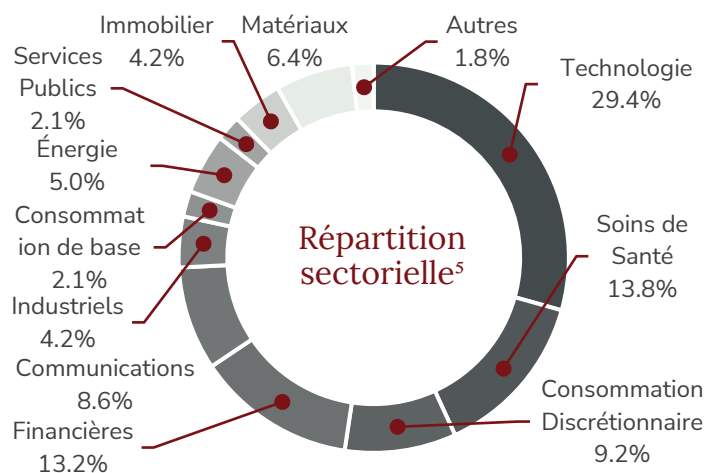 Immobilier
4.2%
Matériaux
6.4%
Autres
1.8%
Services
Publics
2.1%
Technologie
29.4%
Énergie
5.0%
Consommat
ion de base
2.1%
Répartition
sectorielle⁵
Soins de
Santé
13.8%
Industriels
4.2%
Communications
8.6%
Consommation
Discrétionnaire
9.2%
Financières
13.2%